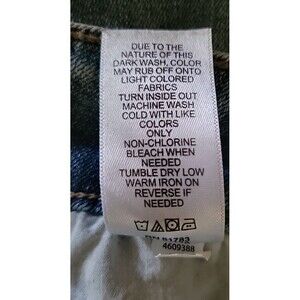 DUE TO THE
NATURE OF THIS
DARK WASH, COLOR
MAY RUB OFF ONTO
LIGHT COLORED
FABRICS
TURN INSIDE OUT
MACHINE WASH
COLD WITH LIKE
COLORS
ONLY
NON-CHLORINE
BLEACH WHEN
NEEDED
TUMBLE DRY LOW
WARM IRON ON
REVERSE IF
NEEDED
4609388